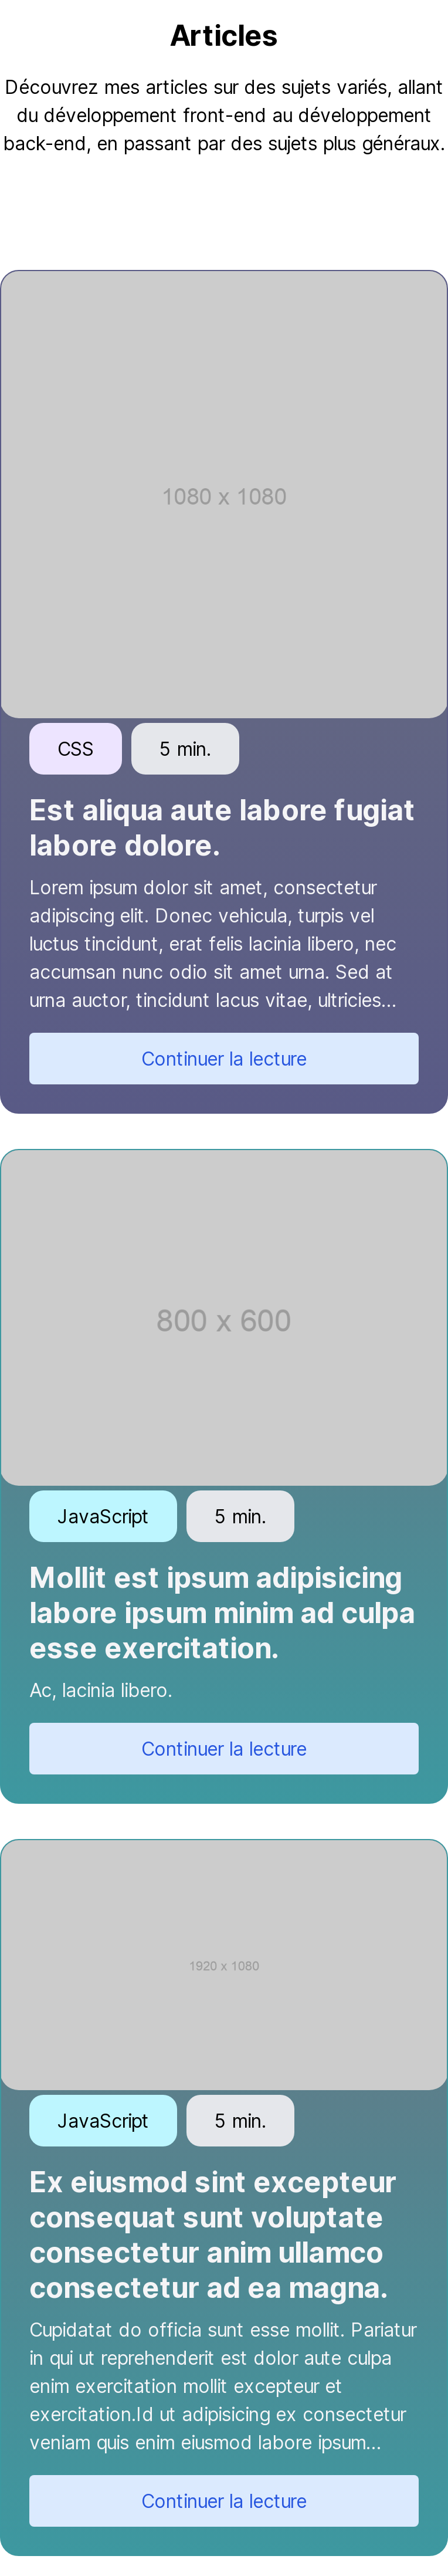 Articles
Découvrez mes articles sur des sujets variés, allant
du développement front-end au développement
back-end, en passant par des sujets plus généraux.
1080 x 1080
CSS
5 min.
Est aliqua aute labore fugiat
labore dolore.
Lorem ipsum dolor sit amet, consectetur
adipiscing elit. Donec vehicula, turpis vel
luctus tincidunt, erat felis lacinia libero, nec
accumsan nunc odio sit amet urna. Sed at
urna auctor, tincidunt lacus vitae, ultricies...
Continuer la lecture
800 x 600
JavaScript
5 min.
Mollit est ipsum adipisicing
labore ipsum minim ad culpa
esse exercitation.
Ac, lacinia libero.
Continuer la lecture
1920 x 1080
JavaScript
5 min.
Ex eiusmod sint excepteur
consequat sunt voluptate
consectetur anim ullamco
consectetur ad ea magna.
Cupidatat do officia sunt esse mollit. Pariatur
in qui ut reprehenderit est dolor aute culpa
enim exercitation mollit excepteur et
exercitation.Id ut adipisicing ex consectetur
veniam quis enim eiusmod labore ipsum...
Continuer la lecture